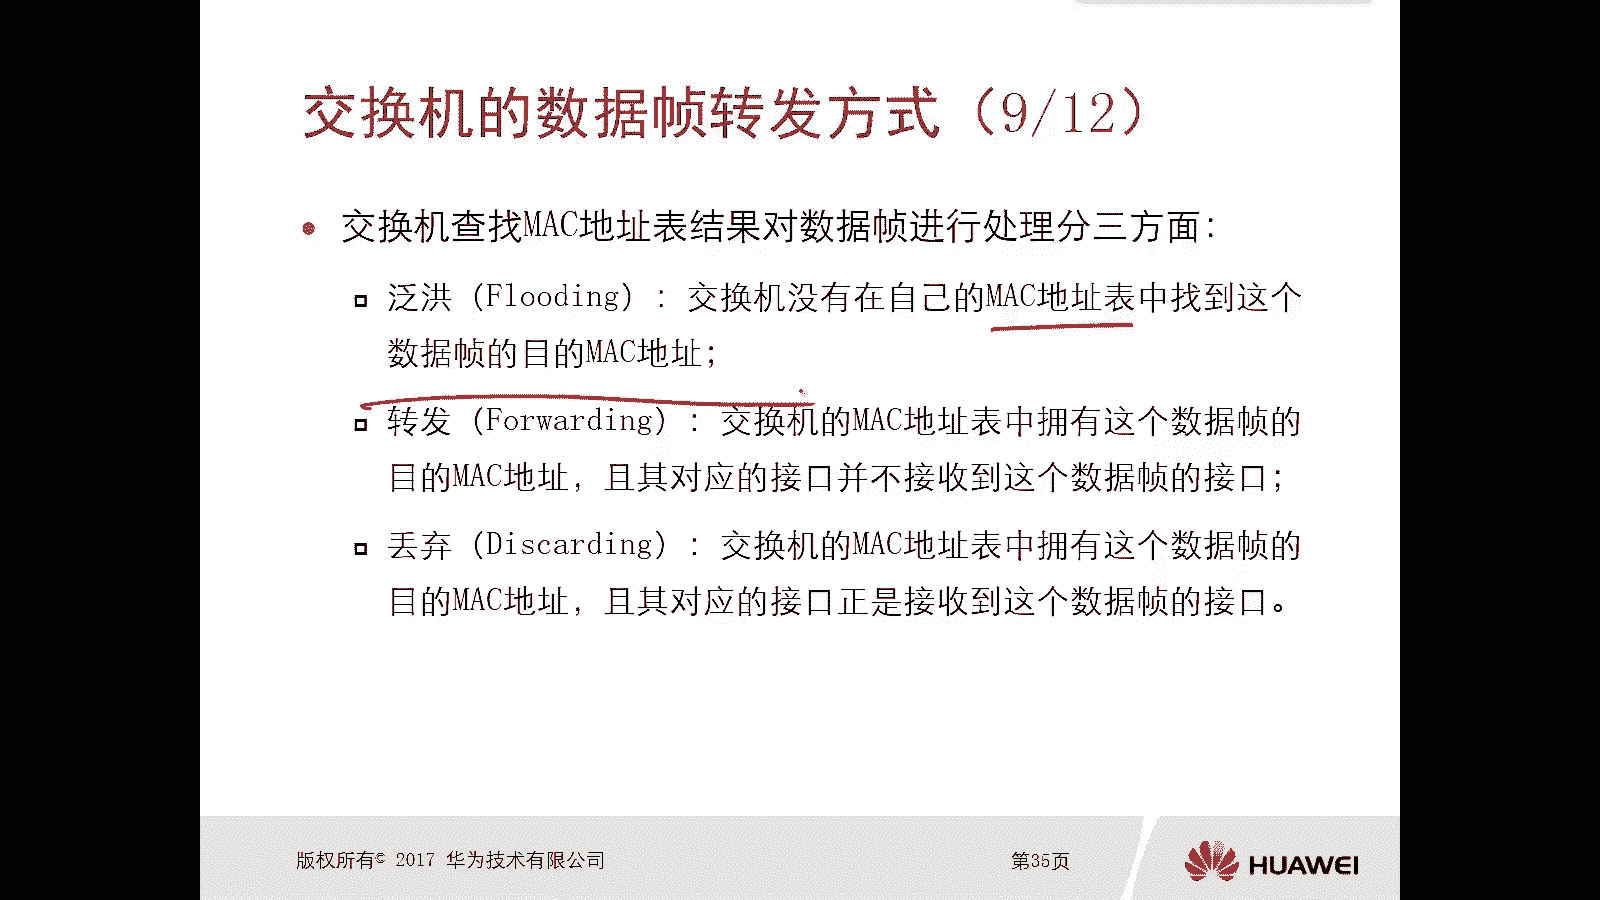 交换机的数据帧转发方式（9/12）
交换机查找MAC地址表结果对数据帧进行处理分三方面：
泛洪（Flooding）：交换机没有在自己的MAC地址表中找到这个
数据帧的目的MAC地址；
转发（Forwarding）：交换机的MAC地址表中拥有这个数据帧的
目的MAC地址，且其对应的接口并不接收到这个数据帧的接口；
丢弃（Discarding）：交换机的MAC地址表中拥有这个数据帧的
目的MAC地址，且其对应的接口正是接收到这个数据帧的接口。
版权所有© 2017 华为技术有限公司
第35页
HUAWEI